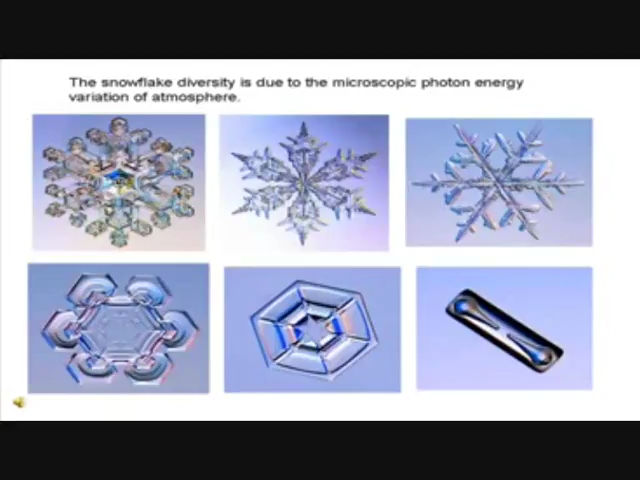 The snowflake diversity is due to the microscopic photon energy
variation of atmosphere.